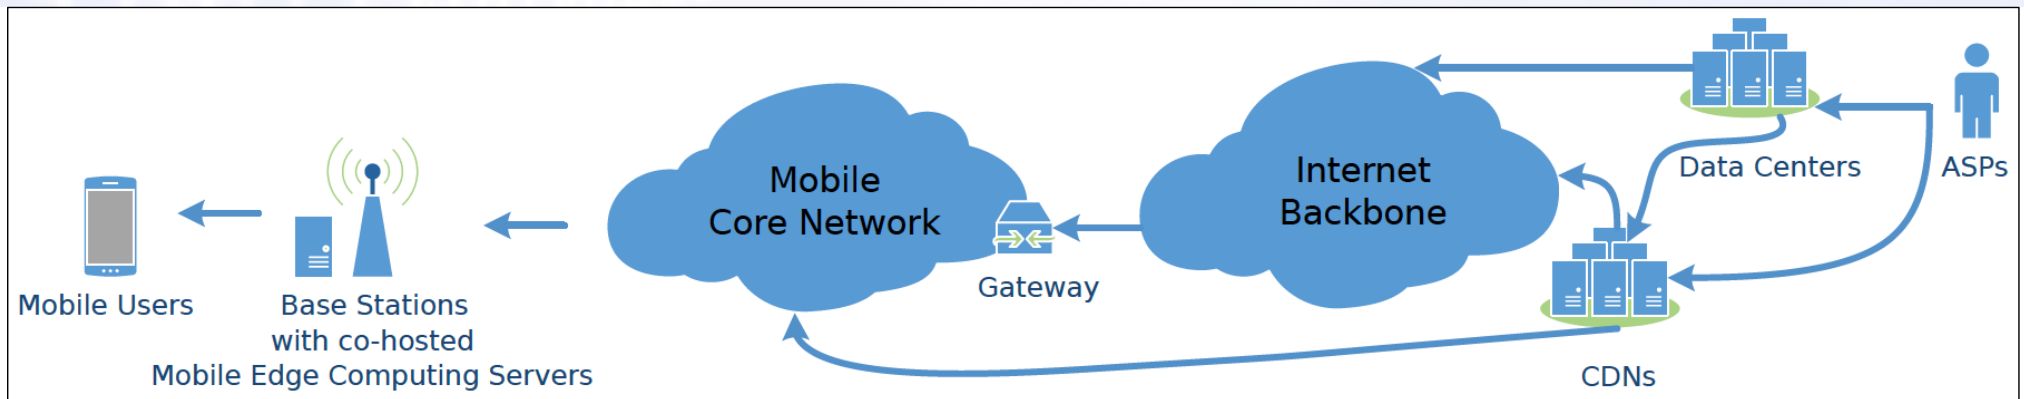 Mobile Users
Base Stations
with co-hosted
Mobile Edge Computing Servers
Mobile
Core Network
Gateway
Internet
Backbone
Data Centers
ASPs
CDNs